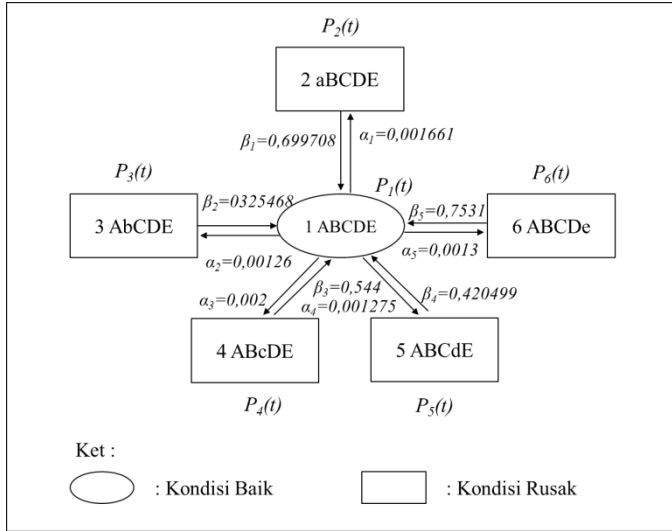 P₂(t)
2 aBCDE
β₁=0,699708
α₁=0,001661
P₃(t)
P₁(t)
P₆(t)
β₂=0325468
β₅=0,7531
3 AbCDE
1 ABCDE
6 ABCDe
α₂=0,00126
α₅=0,0013
α₃=0,002
β₃=0,544
α₄=0,001275
β₄=0,420499
4 ABcDE
5 ABCdE
P₄(t)
P₅(t)
Ket :
: Kondisi Baik
: Kondisi Rusak